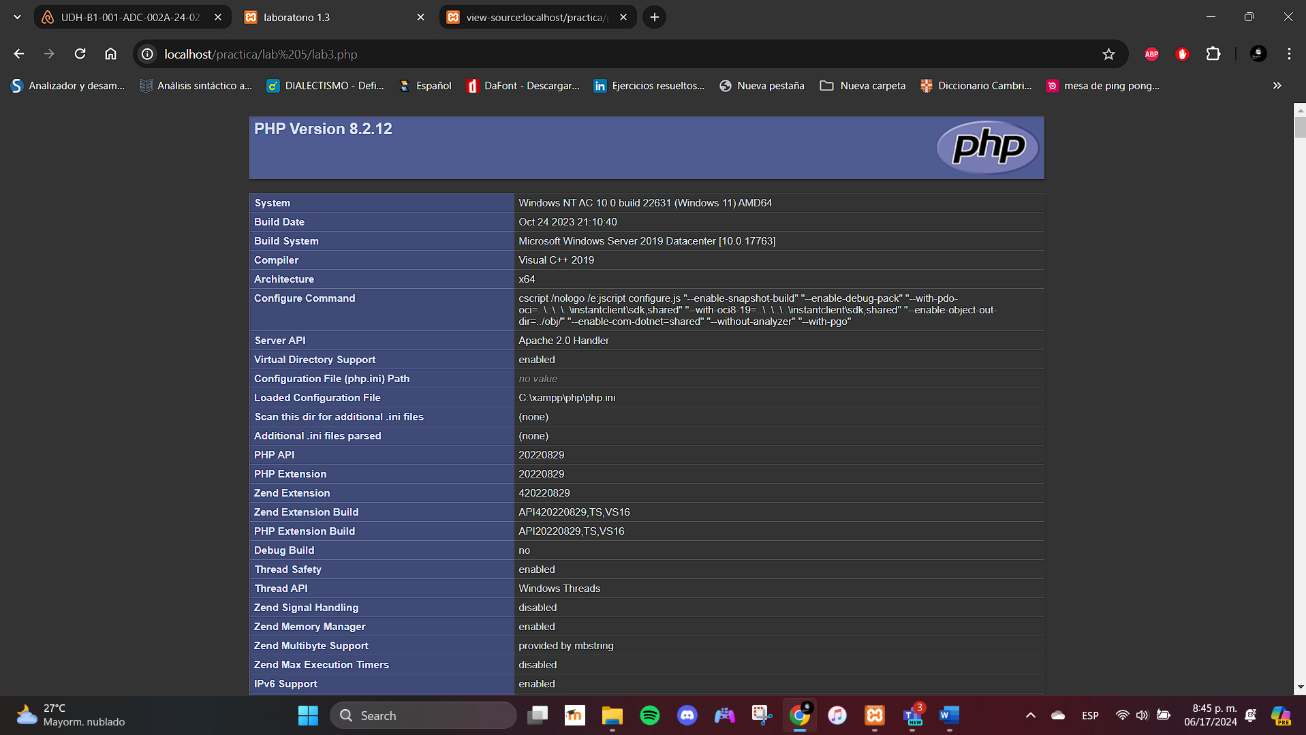 UDH-B1-001-ADC-002A-24-02
laboratorio 1.3
view-source:localhost/practica/
localhost/practica/lab%205/lab3.php
ABP
Analizador y desam...
Análisis sintáctico a...
DIALECTISMO - Defi...
Español
DaFont - Descargar...
Ejercicios resueltos...
Nueva pestaña
Nueva carpeta
Diccionario Cambri...
mesa de ping pong...
PHP Version 8.2.12
php
System Windows NT AC 10.0 build 22631 (Windows 11) AMD64
Build Date Oct 24 2023 21:10:40
Build System Microsoft Windows Server 2019 Datacenter [10.0.17763]
Compiler Visual C++ 2019
Architecture x64
Configure Command cscript /nologo /e:jscript configure.js "--enable-snapshot-build" "--enable-debug-pack" "--with-pdo-
oci=..\..\..\..\instantclient\sdk,shared" "--with-oci8-19=..\..\..\..\instantclient\sdk,shared" "--enable-object-out-
dir=../obj/" "--enable-com-dotnet=shared" "--without-analyzer" "--with-pgo"
Server API Apache 2.0 Handler
Virtual Directory Support enabled
Configuration File (php.ini) Path no value
Loaded Configuration File C:\xampp\php\php.ini
Scan this dir for additional .ini files (none)
Additional .ini files parsed (none)
PHP API 20220829
PHP Extension 20220829
Zend Extension 420220829
Zend Extension Build API420220829,TS,VS16
PHP Extension Build API20220829,TS,VS16
Debug Build no
Thread Safety enabled
Thread API Windows Threads
Zend Signal Handling disabled
Zend Memory Manager enabled
Zend Multibyte Support provided by mbstring
Zend Max Execution Timers disabled
IPv6 Support enabled
27°C
Mayorm. nublado
Search
3
NEW
ESP
8:45 p. m.
06/17/2024
PRE